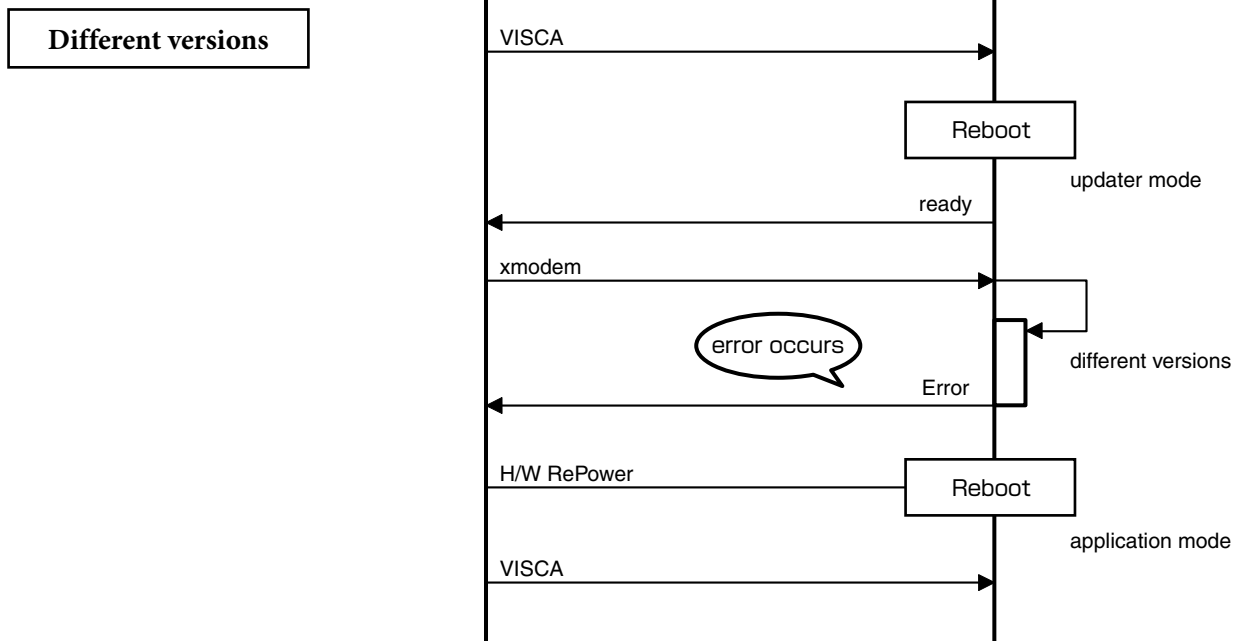 Different versions
VISCA
Reboot
updater mode
ready
xmodem
error occurs
different versions
Error
H/W RePower
Reboot
application mode
VISCA